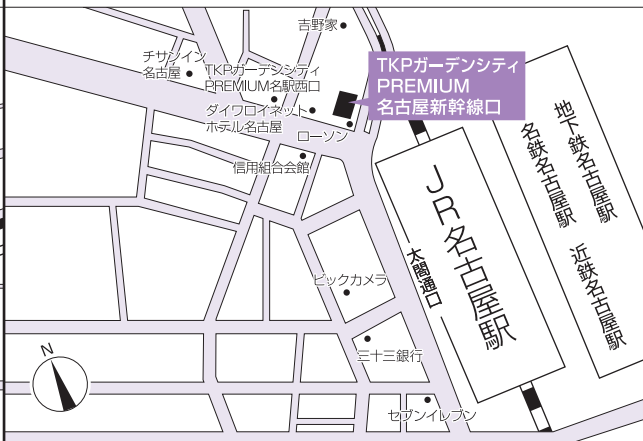 吉野家
チサンイン
名古屋
TKPガーデンシティ
PREMIUM名駅西口
TKPガーデンシティ
PREMIUM
名古屋新幹線口
ダイワロイネット
ホテル名古屋
ローソン
信用組合会館
地下鉄名古屋駅
名鉄名古屋駅
近鉄名古屋駅
JR名古屋駅
太閤通口
ビックカメラ
三十三銀行
セブンイレブン
N